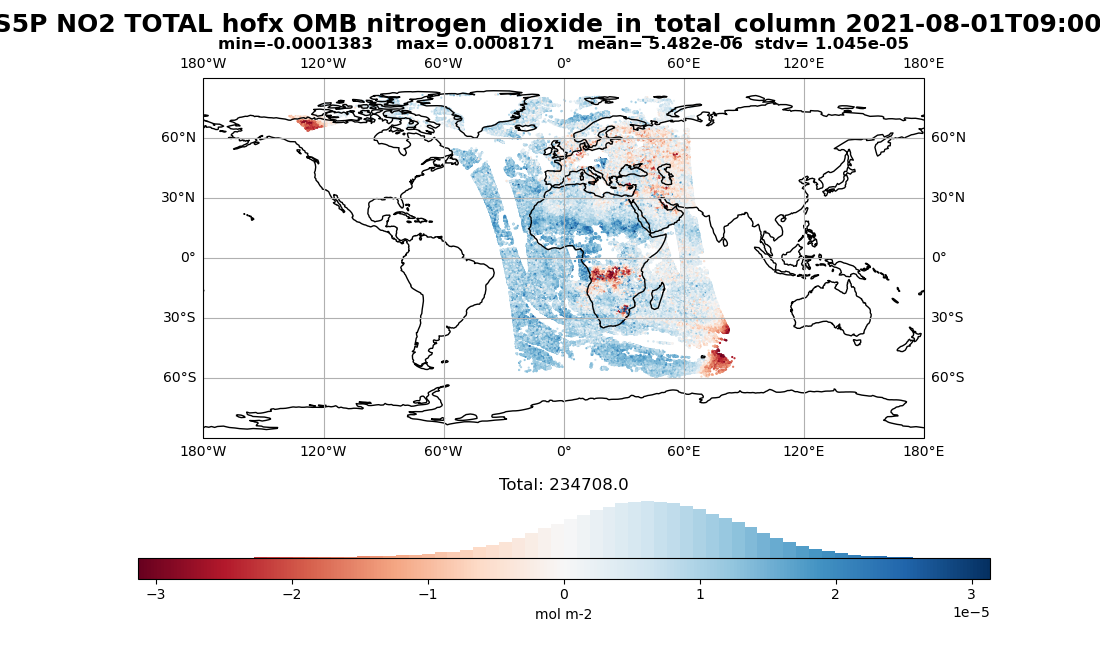 S5P NO2 TOTAL hofx OMB nitrogen_dioxide_in_total_column 2021-08-01T09:00
min=-0.0001383 max= 0.0008171 mean= 5.482e-06 stdv= 1.045e-05
180°W 120°W 60°W 0° 60°E 120°E 180°E
60°N 60°N
30°N 30°N
0° 0°
30°S 30°S
60°S 60°S
180°W 120°W 60°W 0° 60°E 120°E 180°E
Total: 234708.0
−3 −2 −1 0 1 2 3
1e−5
mol m-2